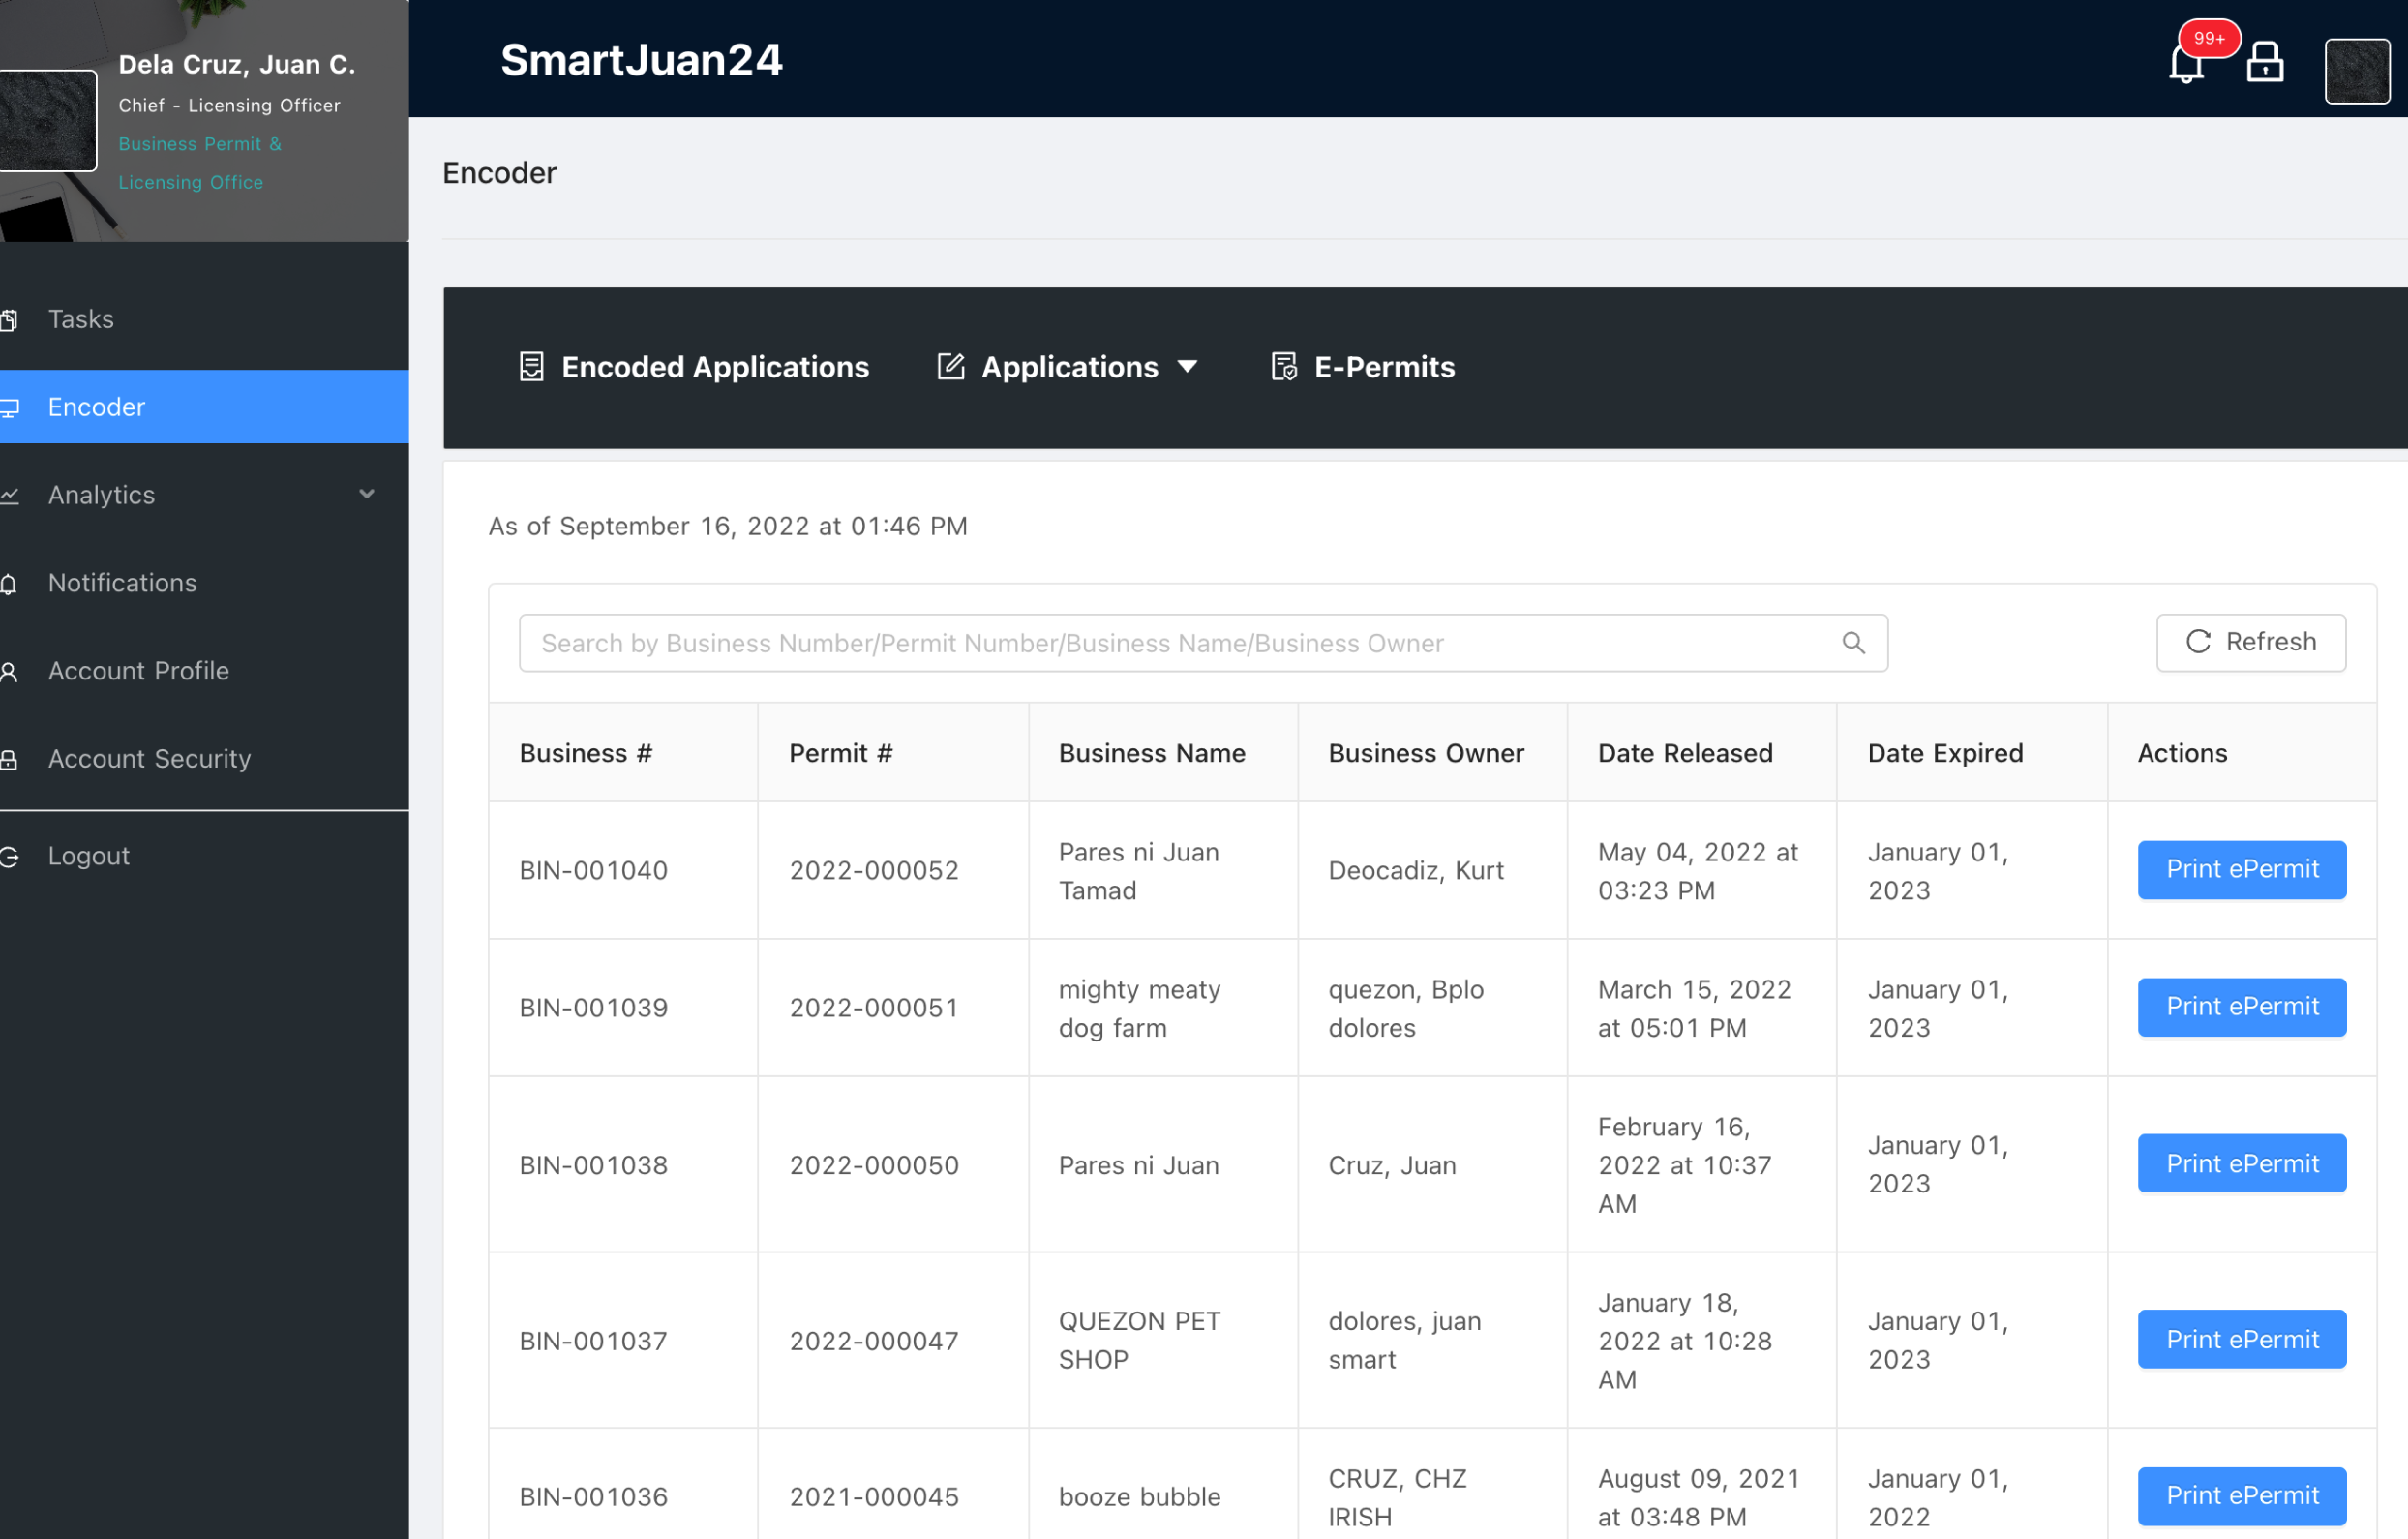 Dela Cruz, Juan C.
Chief - Licensing Officer
Business Permit &
Licensing Office
Tasks
Encoder
Analytics
Notifications
Account Profile
Account Security
Logout
SmartJuan24
99+
Encoder
Encoded Applications
Applications
E-Permits
As of September 16, 2022 at 01:46 PM
Search by Business Number/Permit Number/Business Name/Business Owner
Refresh
Business # Permit # Business Name Business Owner Date Released Date Expired Actions
BIN-001040 2022-000052 Pares ni Juan Deocadiz, Kurt May 04, 2022 at January 01, Print ePermit
Tamad 03:23 PM 2023
BIN-001039 2022-000051 mighty meaty quezon, Bplo March 15, 2022 January 01, Print ePermit
dog farm dolores at 05:01 PM 2023
BIN-001038 2022-000050 Pares ni Juan Cruz, Juan February 16, January 01, Print ePermit
2022 at 10:37 2023
AM
BIN-001037 2022-000047 QUEZON PET dolores, juan January 18, January 01, Print ePermit
SHOP smart 2022 at 10:28 2023
AM
BIN-001036 2021-000045 booze bubble CRUZ, CHZ August 09, 2021 January 01, Print ePermit
IRISH at 03:48 PM 2022